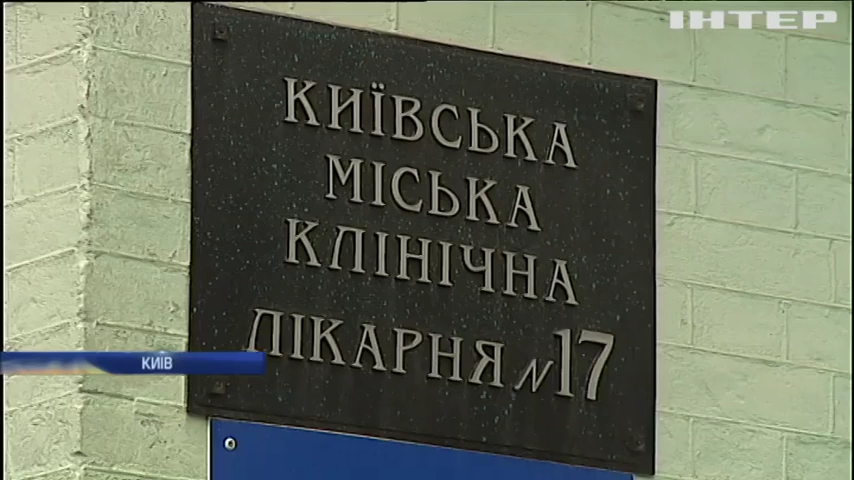 ІНТЕР
КИЇВСЬКА
МІСЬКА
КЛІНІЧНА
ЛІКАРНЯ №17
КИЇВ